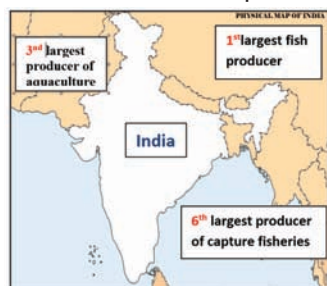 PHYSICAL MAP OF INDIA
3nd largest
producer of
aquaculture
1st largest fish
producer
India
6th largest producer
of capture fisheries